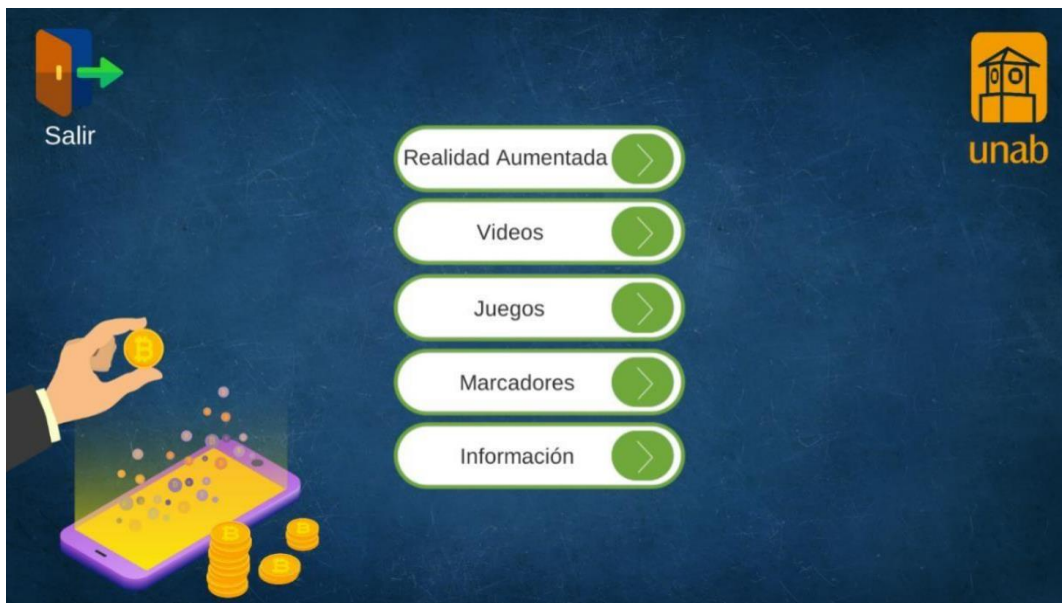 Salir
unab
Realidad Aumentada
Videos
Juegos
Marcadores
Información